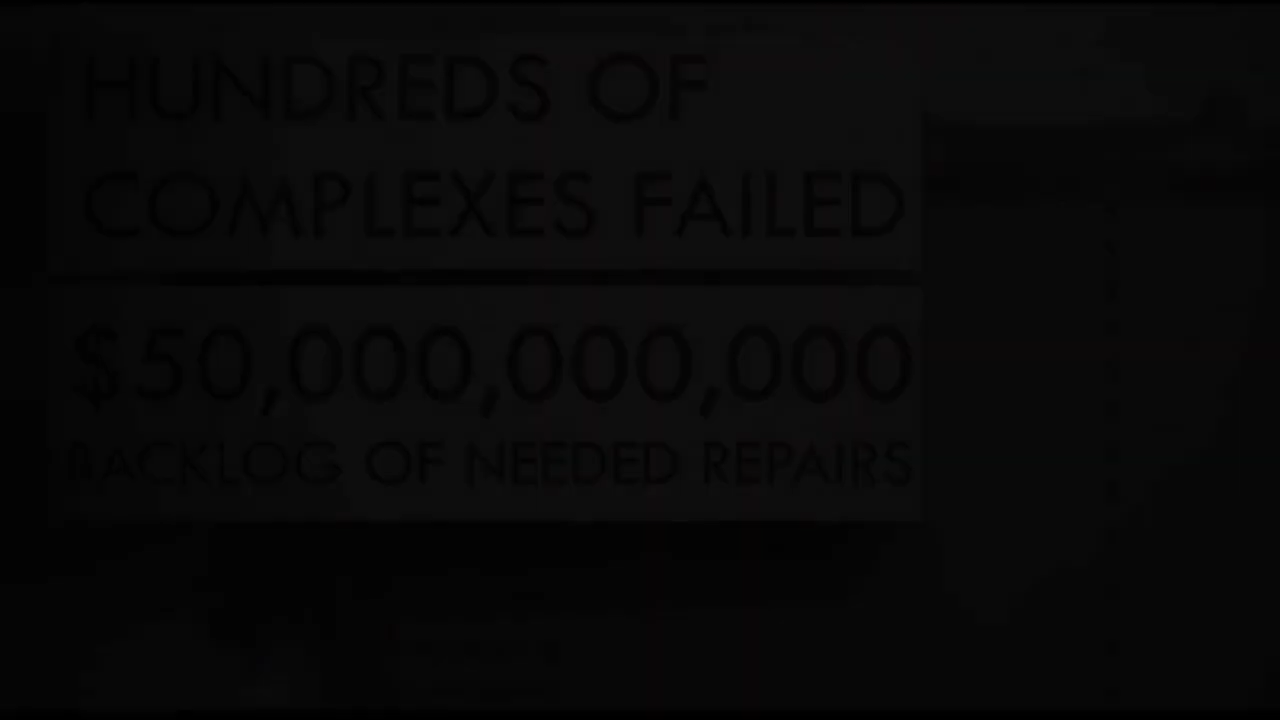 HUNDREDS OF
COMPLEXES FAILED
$50,000,000,000
BACKLOG OF NEEDED REPAIRS